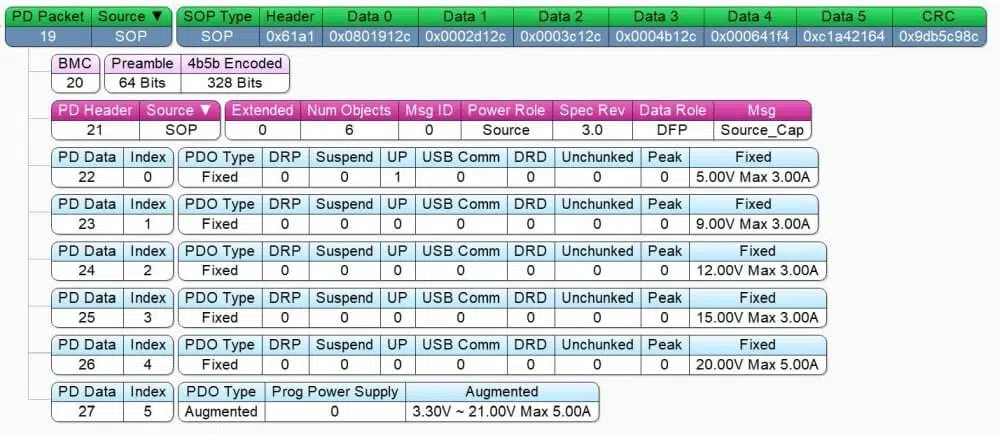 PD Packet Source ▼ SOP Type Header Data 0 Data 1 Data 2 Data 3 Data 4 Data 5 CRC
19 SOP SOP 0x61a1 0x0801912c 0x0002d12c 0x0003c12c 0x0004b12c 0x000641f4 0xc1a42164 0x9db5c98c
BMC Preamble 4b5b Encoded
20 64 Bits 328 Bits
PD Header Source ▼ Extended Num Objects Msg ID Power Role Spec Rev Data Role Msg
21 SOP 0 6 0 Source 3.0 DFP Source_Cap
PD Data Index PDO Type DRP Suspend UP USB Comm DRD Unchunked Peak Fixed
22 0 Fixed 0 0 1 0 0 0 0 5.00V Max 3.00A
PD Data Index PDO Type DRP Suspend UP USB Comm DRD Unchunked Peak Fixed
23 1 Fixed 0 0 0 0 0 0 0 9.00V Max 3.00A
PD Data Index PDO Type DRP Suspend UP USB Comm DRD Unchunked Peak Fixed
24 2 Fixed 0 0 0 0 0 0 0 12.00V Max 3.00A
PD Data Index PDO Type DRP Suspend UP USB Comm DRD Unchunked Peak Fixed
25 3 Fixed 0 0 0 0 0 0 0 15.00V Max 3.00A
PD Data Index PDO Type DRP Suspend UP USB Comm DRD Unchunked Peak Fixed
26 4 Fixed 0 0 0 0 0 0 0 20.00V Max 5.00A
PD Data Index PDO Type Prog Power Supply Augmented
27 5 Augmented 0 3.30V ~ 21.00V Max 5.00A